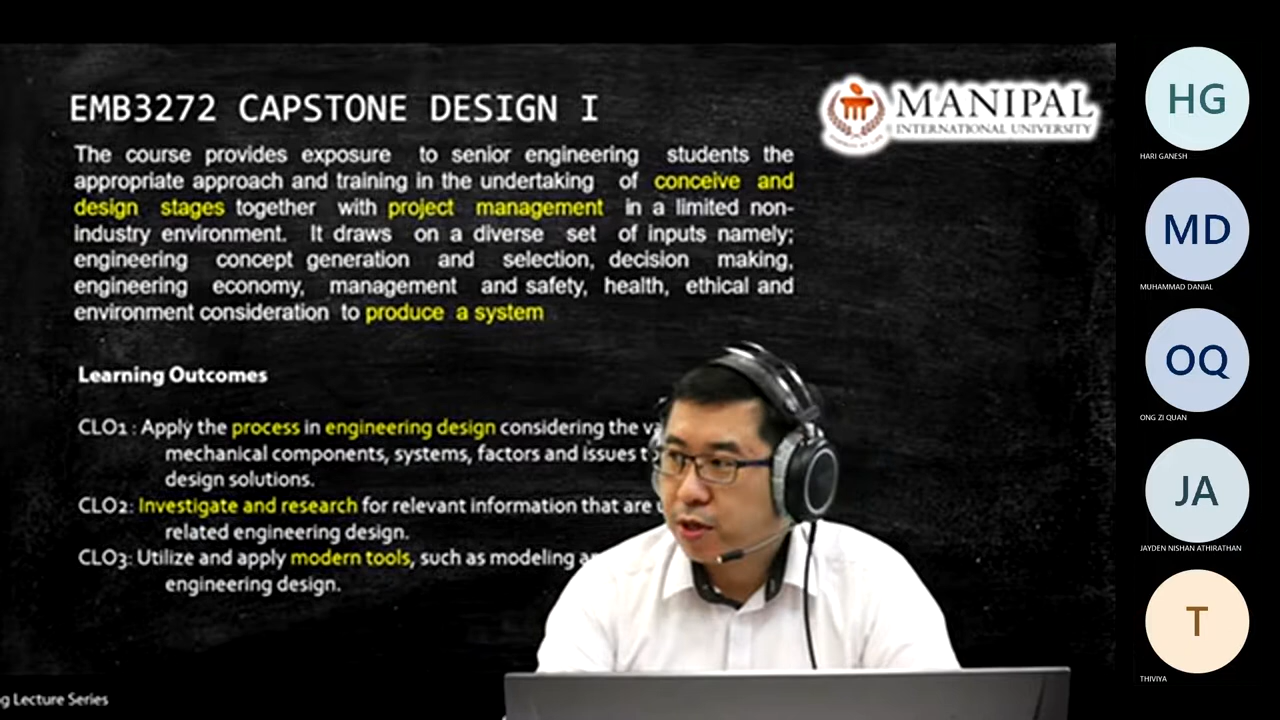 EMB3272 CAPSTONE DESIGN I
MANIPAL
INTERNATIONAL UNIVERSITY
The course provides exposure to senior engineering students the
appropriate approach and training in the undertaking of conceive and
design stages together with project management in a limited non-
industry environment. It draws on a diverse set of inputs namely;
engineering concept generation and selection, decision making,
engineering economy, management and safety, health, ethical and
environment consideration to produce a system
Learning Outcomes
CLO1 : Apply the process in engineering design considering the
mechanical components, systems, factors and issues
design solutions.
CLO2: Investigate and research for relevant information that are
related engineering design.
CLO3: Utilize and apply modern tools, such as modeling
engineering design.
Lecture Series
HG
HARI GANESH
MD
MUHAMMAD DANIAL
OQ
ONG ZI QUAN
JA
JAYDEN NISHAN ATHIRATHAN
T
THIVIYA